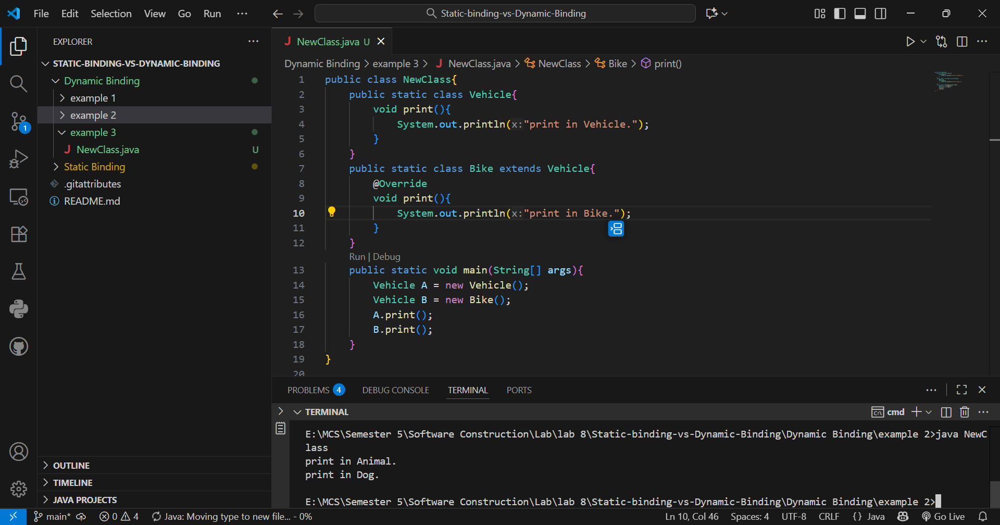 File Edit Selection View Go Run ···
Static-binding-vs-Dynamic-Binding
EXPLORER
STATIC-BINDING-VS-DYNAMIC-BINDING
Dynamic Binding
example 1
example 2
example 3
J NewClass.java U
Static Binding
.gitattributes
README.md
OUTLINE
TIMELINE
JAVA PROJECTS
1
J NewClass.java U
Dynamic Binding > example 3 > J NewClass.java > NewClass > Bike > print()
1 public class NewClass{
2 public static class Vehicle{
3 void print(){
4 System.out.println(x:"print in Vehicle.");
5 }
6 }
7 public static class Bike extends Vehicle{
8 @Override
9 void print(){
10 System.out.println(x:"print in Bike.");
11 }
12 }
Run | Debug
13 public static void main(String[] args){
14 Vehicle A = new Vehicle();
15 Vehicle B = new Bike();
16 A.print();
17 B.print();
18 }
19 }
20
PROBLEMS 4 DEBUG CONSOLE TERMINAL PORTS
TERMINAL
cmd
E:\MCS\Semester 5\Software Construction\Lab\lab 8\Static-binding-vs-Dynamic-Binding\Dynamic Binding\example 2>java NewC
lass
print in Animal.
print in Dog.
E:\MCS\Semester 5\Software Construction\Lab\lab 8\Static-binding-vs-Dynamic-Binding\Dynamic Binding\example 2>
main* 0 4 Java: Moving type to new file... - 0% Ln 10, Col 46 Spaces: 4 UTF-8 CRLF {} Java Go Live